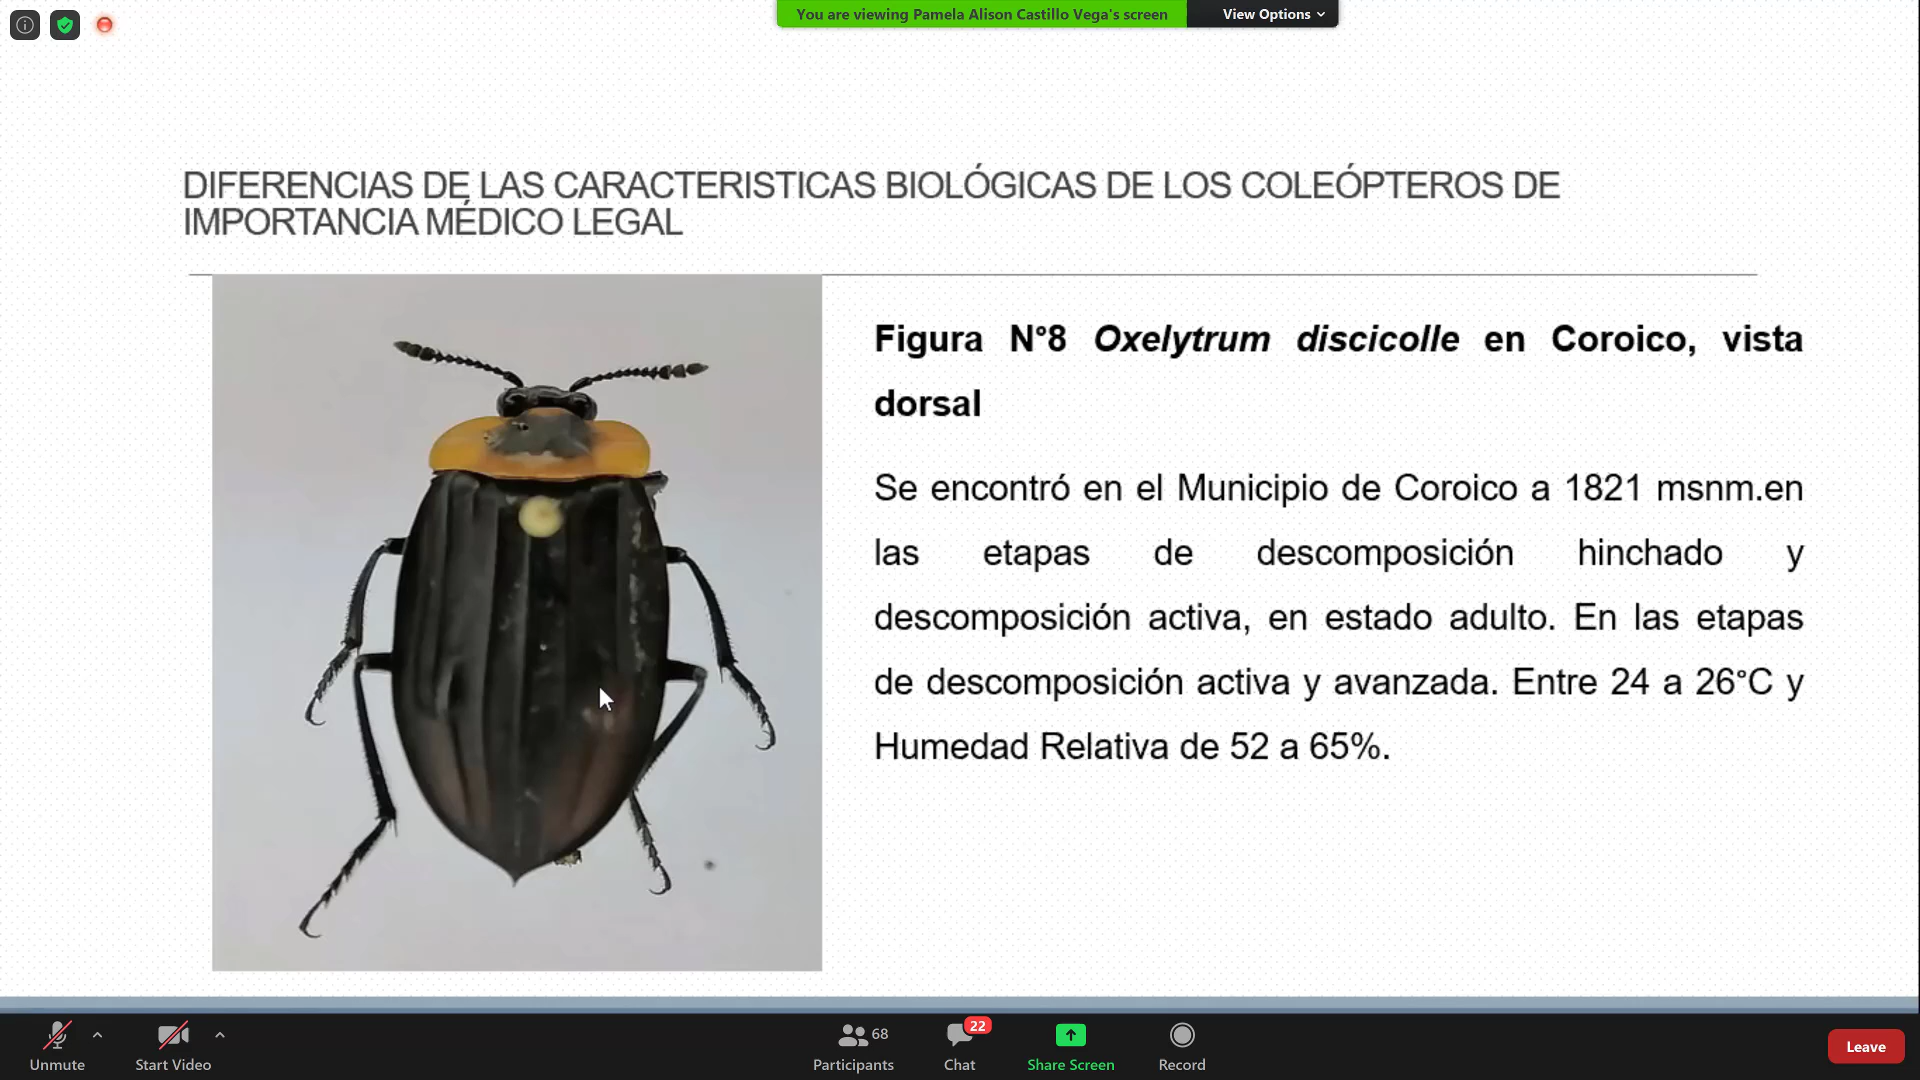 You are viewing Pamela Alison Castillo Vega's screen
View Options
DIFERENCIAS DE LAS CARACTERISTICAS BIOLÓGICAS DE LOS COLEÓPTEROS DE
IMPORTANCIA MÉDICO LEGAL
Figura N°8 Oxelytrum discicolle en Coroico, vista
dorsal
Se encontró en el Municipio de Coroico a 1821 msnm.en
las etapas de descomposición hinchado y
descomposición activa, en estado adulto. En las etapas
de descomposición activa y avanzada. Entre 24 a 26°C y
Humedad Relativa de 52 a 65%.
Unmute
Start Video
68
Participants
22
Chat
Share Screen
Record
Leave